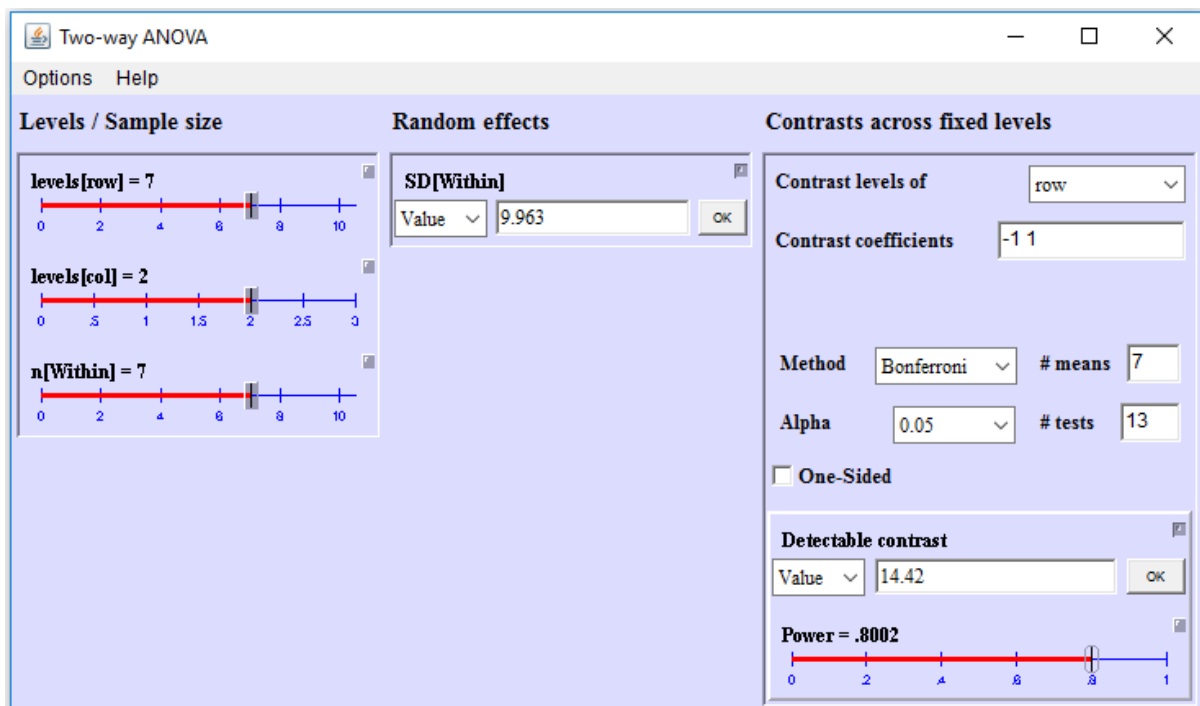 Two-way ANOVA
Options Help
Levels / Sample size
levels[row] = 7
0 2 4 6 8 10
levels[col] = 2
0 .5 1 1.5 2 2.5 3
n[Within] = 7
0 2 4 6 8 10
Random effects
SD[Within]
Value 9.963 OK
Contrasts across fixed levels
Contrast levels of row
Contrast coefficients -1 1
Method Bonferroni # means 7
Alpha 0.05 # tests 13
One-Sided
Detectable contrast
Value 14.42 OK
Power = .8002
0 .2 .4 .6 .8 1